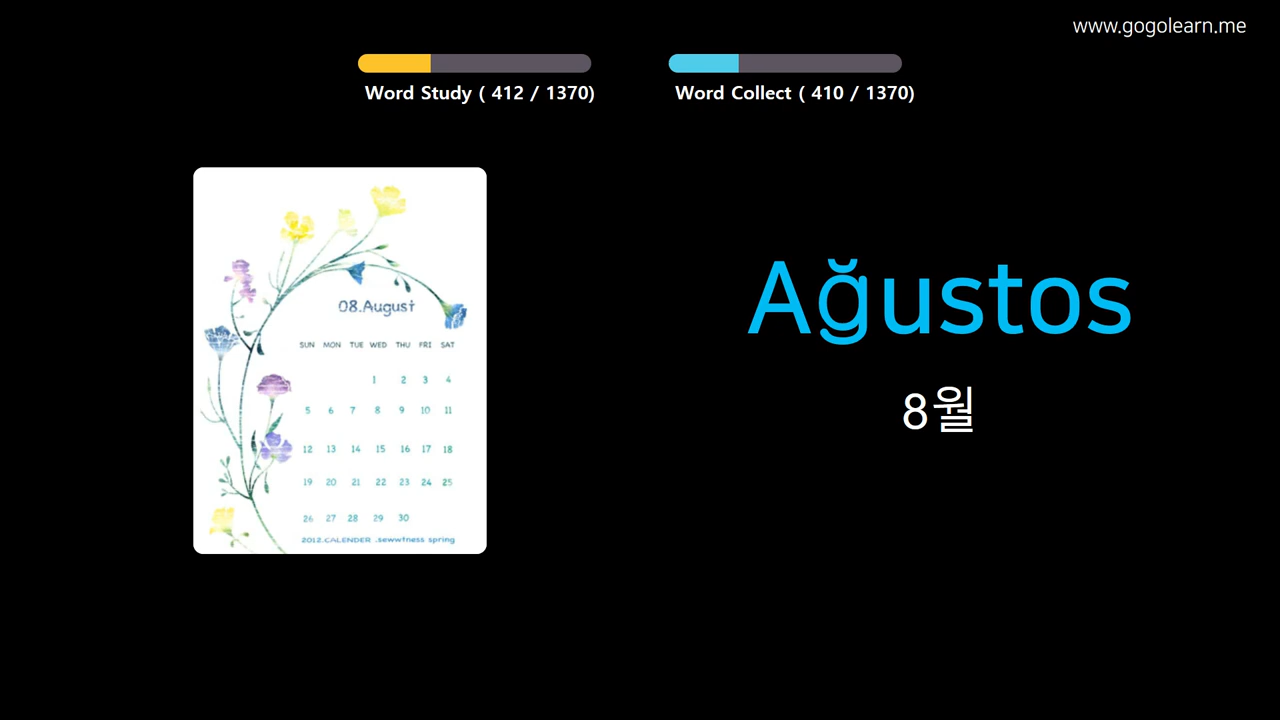 www.gogolearn.me
Word Study ( 412 / 1370)
Word Collect ( 410 / 1370)
08.August
SUN MON TUE WED THU FRI SAT
1 2 3 4
5 6 7 8 9 10 11
12 13 14 15 16 17 18
19 20 21 22 23 24 25
26 27 28 29 30
2012.CALENDER .sewwtness spring
Ağustos
8월